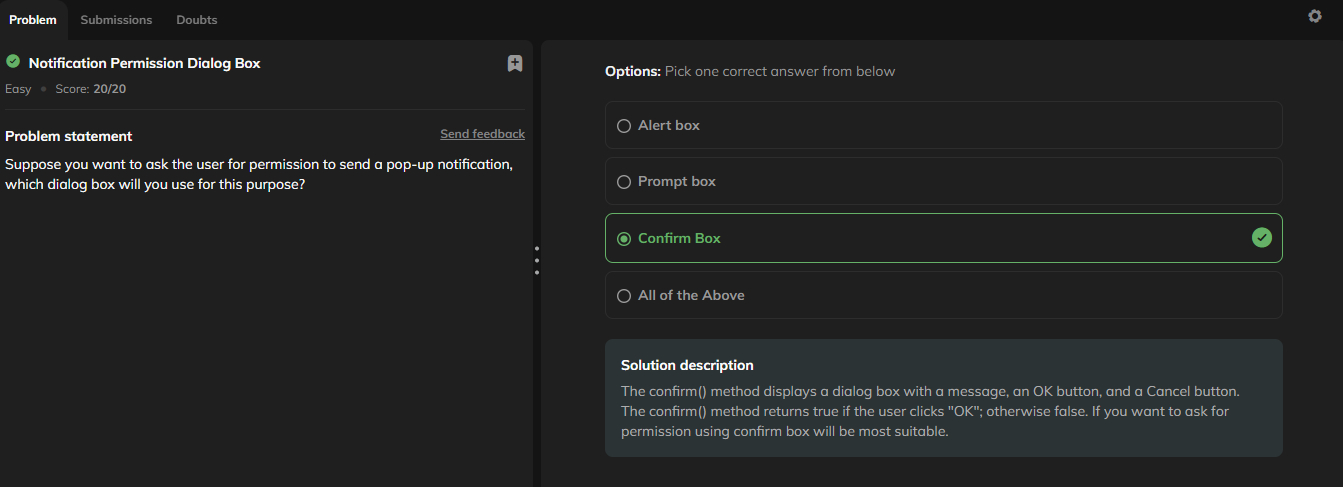 Problem
Submissions
Doubts
Notification Permission Dialog Box
Easy
Score: 20/20
Problem statement
Send feedback
Suppose you want to ask the user for permission to send a pop-up notification,
which dialog box will you use for this purpose?
Options: Pick one correct answer from below
Alert box
Prompt box
Confirm Box
All of the Above
Solution description
The confirm() method displays a dialog box with a message, an OK button, and a Cancel button.
The confirm() method returns true if the user clicks "OK"; otherwise false. If you want to ask for
permission using confirm box will be most suitable.